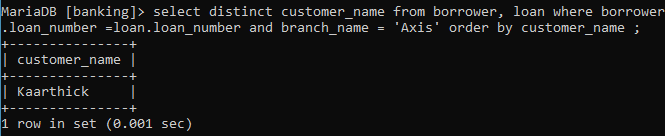 MariaDB [banking]> select distinct customer_name from borrower, loan where borrower
.loan_number =loan.loan_number and branch_name = 'Axis' order by customer_name ;
+---------------+
| customer_name |
+---------------+
| Kaarthick     |
+---------------+
1 row in set (0.001 sec)